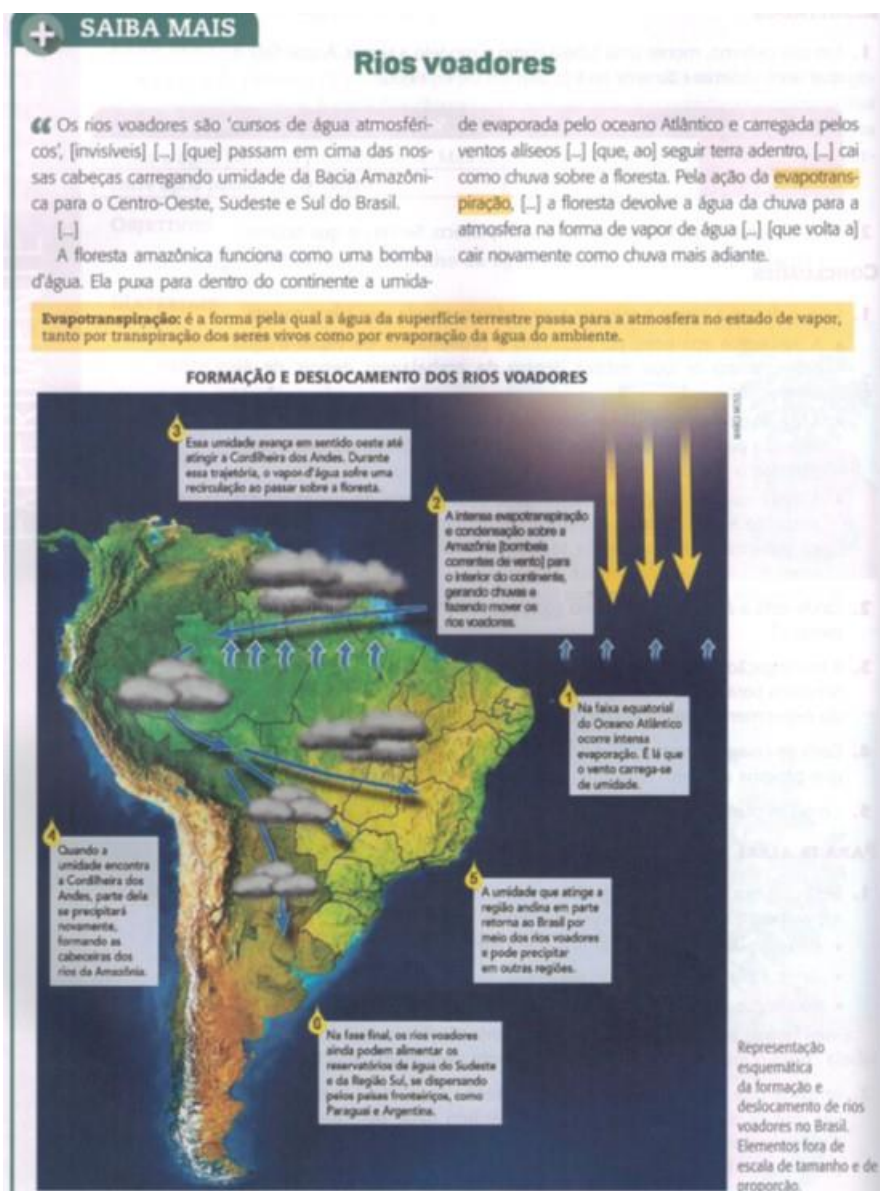 SAIBA MAIS
Rios voadores
“ Os rios voadores são ‘cursos de água atmosféri-
cos’, [invisíveis] [...] [que] passam em cima das nos-
sas cabeças carregando umidade da Bacia Amazôni-
ca para o Centro-Oeste, Sudeste e Sul do Brasil.
[...]
A floresta amazônica funciona como uma bomba
d’água. Ela puxa para dentro do continente a umida-
de evaporada pelo oceano Atlântico e carregada pelos
ventos alíseos [...] [que, ao] seguir terra adentro, [...] cai
como chuva sobre a floresta. Pela ação da evapotrans-
piração, [...] a floresta devolve a água da chuva para a
atmosfera na forma de vapor de água [...] [que volta a]
cair novamente como chuva mais adiante.
Evapotranspiração: é a forma pela qual a água da superfície terrestre passa para a atmosfera no estado de vapor,
tanto por transpiração dos seres vivos como por evaporação da água do ambiente.
FORMAÇÃO E DESLOCAMENTO DOS RIOS VOADORES
3
Essa umidade avança em sentido oeste até
atingir a Cordilheira dos Andes. Durante
essa trajetória, o vapor-d’água sofre uma
recirculação ao passar sobre a floresta.
2
A intensa evapotranspiração
e condensação sobre a
Amazônia [bombeia
correntes de vento] para
o interior do continente,
gerando chuvas e
fazendo mover os
rios voadores.
1
Na faixa equatorial
do Oceano Atlântico
ocorre intensa
evaporação. É lá que
o vento carrega-se
de umidade.
4
Quando a
umidade encontra
a Cordilheira dos
Andes, parte dela
se precipitará
novamente,
formando as
cabeceiras dos
rios da Amazônia.
5
A umidade que atinge a
região andina em parte
retorna ao Brasil por
meio dos rios voadores
e pode precipitar
em outras regiões.
6
Na fase final, os rios voadores
ainda podem alimentar os
reservatórios de água do Sudeste
e da Região Sul, se dispersando
pelos países fronteiriços, como
Paraguai e Argentina.
Representação
esquemática
da formação e
deslocamento de rios
voadores no Brasil.
Elementos fora de
escala de tamanho e de
proporção.